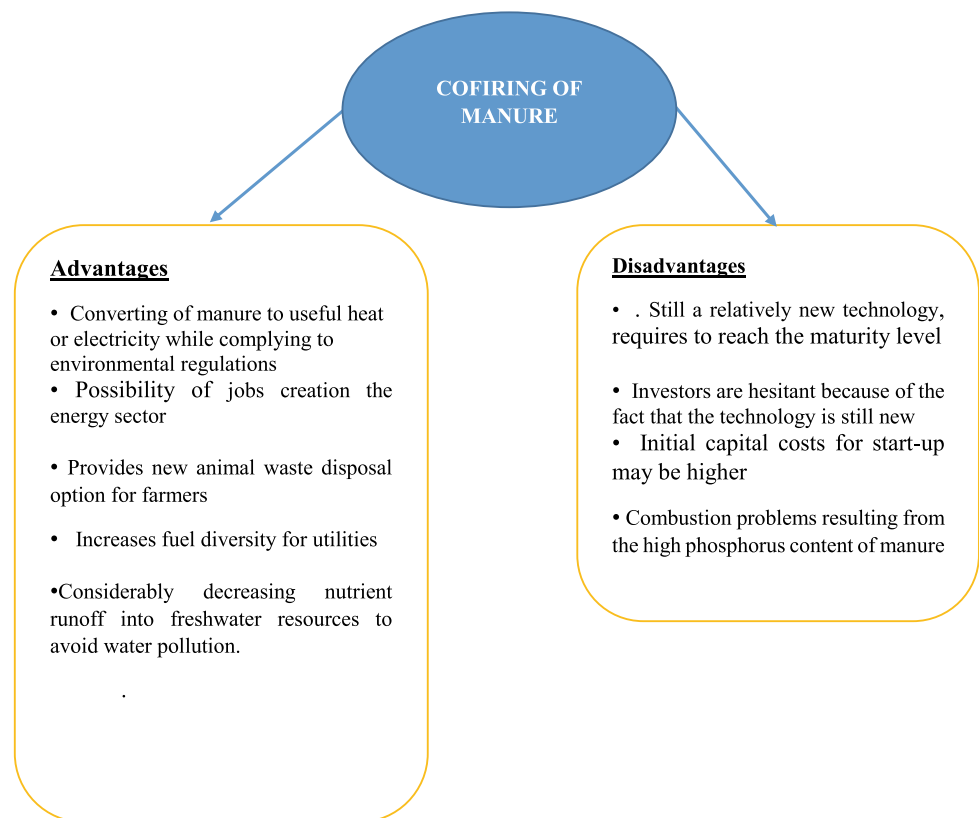 COFIRING OF
MANURE
Advantages
• Converting of manure to useful heat
or electricity while complying to
environmental regulations
• Possibility of jobs creation the
energy sector
• Provides new animal waste disposal
option for farmers
• Increases fuel diversity for utilities
•Considerably decreasing nutrient
runoff into freshwater resources to
avoid water pollution.
.
Disadvantages
• . Still a relatively new technology,
requires to reach the maturity level
• Investors are hesitant because of the
fact that the technology is still new
• Initial capital costs for start-up
may be higher
• Combustion problems resulting from
the high phosphorus content of manure